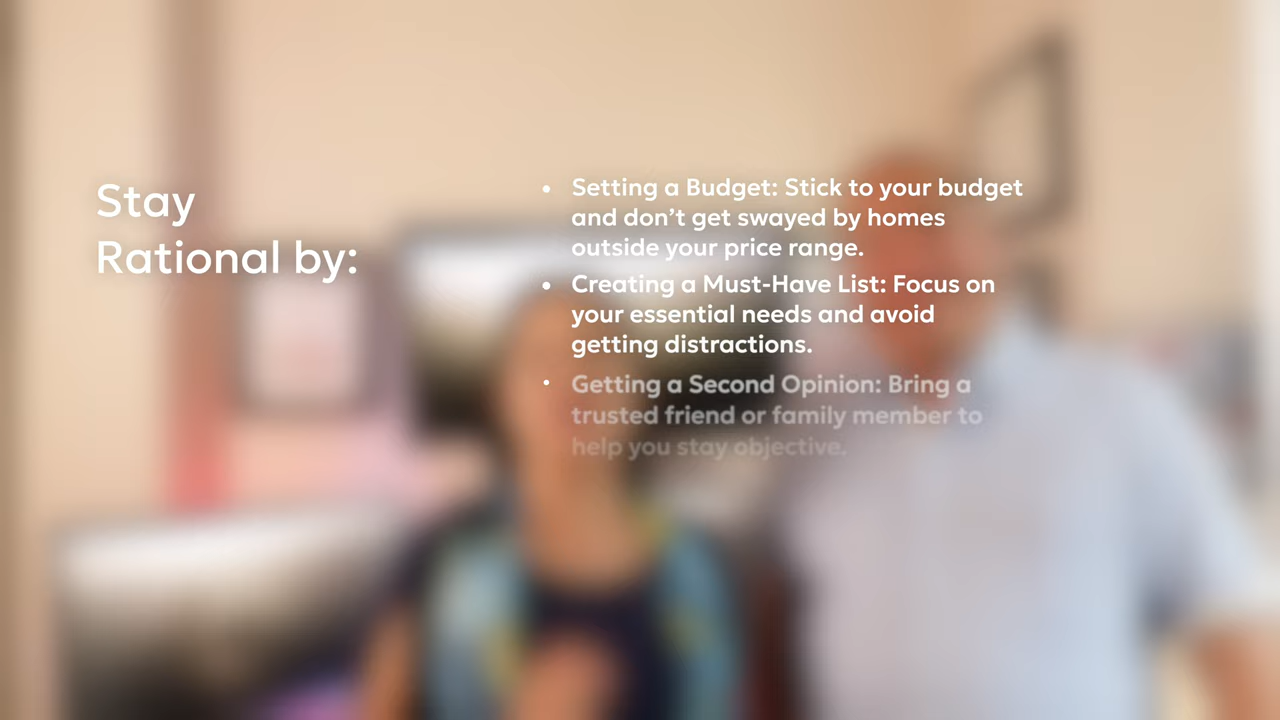 Stay
Rational by:
• Setting a Budget: Stick to your budget
and don’t get swayed by homes
outside your price range.
• Creating a Must-Have List: Focus on
your essential needs and avoid
getting distractions.
• Getting a Second Opinion: Bring a
trusted friend or family member to
help you stay objective.